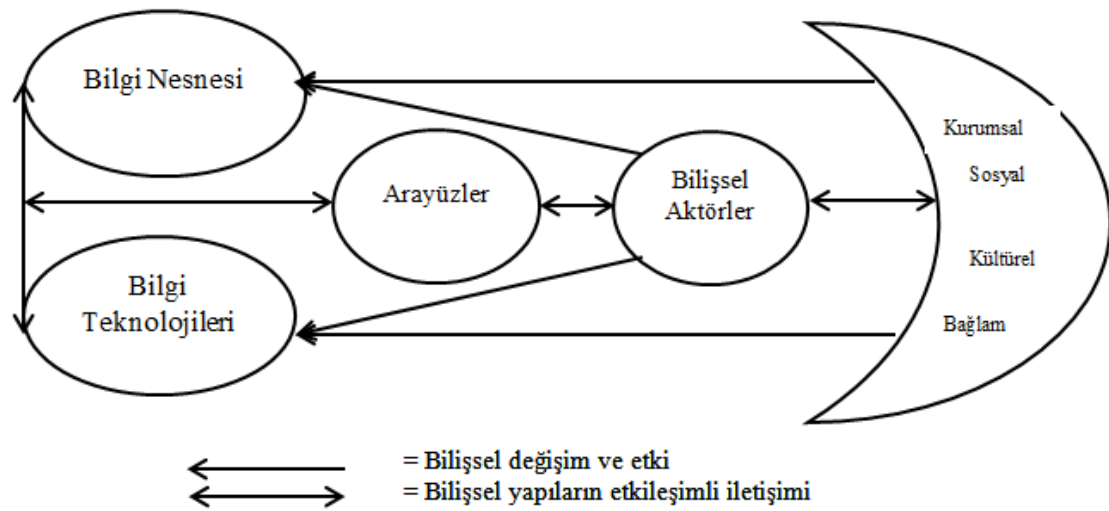 Bilgi Nesnesi
Kurumsal
Sosyal
Arayüzler
Bilişsel
Aktörler
Kültürel
Bilgi
Teknolojileri
Bağlam
= Bilişsel değişim ve etki
= Bilişsel yapıların etkileşimli iletişimi